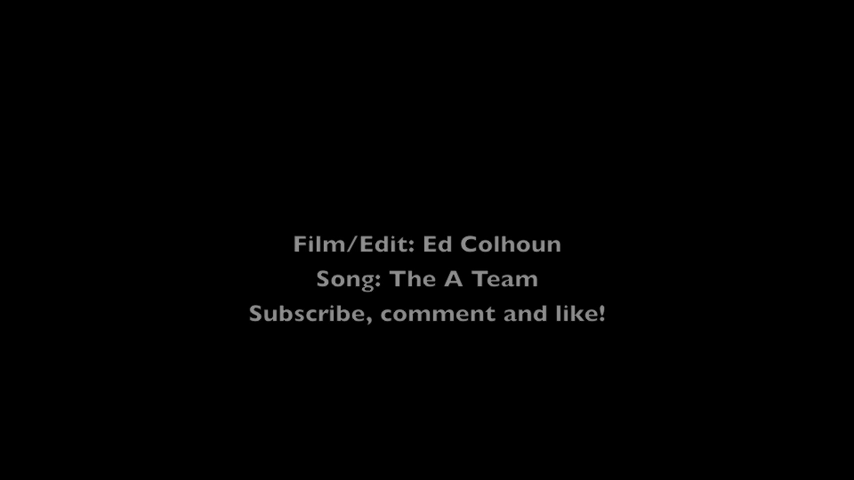 Film/Edit: Ed Colhoun
Song: The A Team
Subscribe, comment and like!